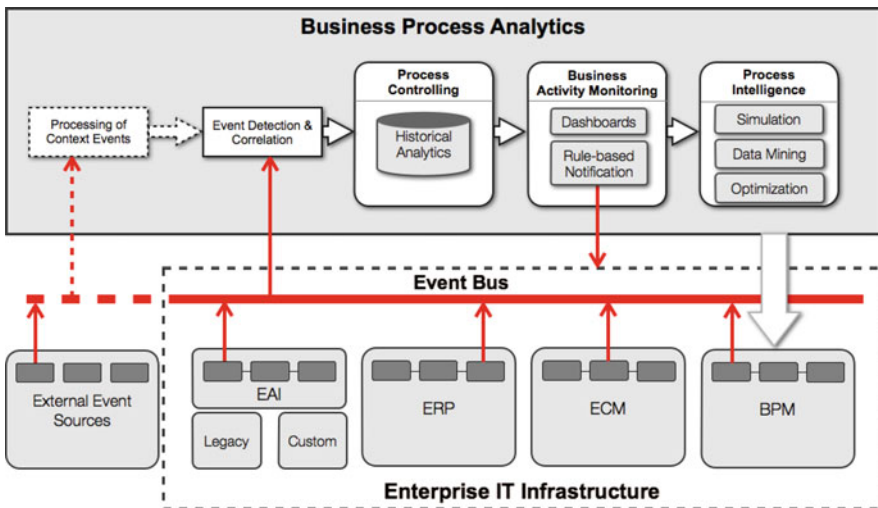 Business Process Analytics
Processing of
Context Events
Event Detection &
Correlation
Process
Controlling
Historical
Analytics
Business
Activity Monitoring
Dashboards
Rule-based
Notification
Process
Intelligence
Simulation
Data Mining
Optimization
Event Bus
External Event
Sources
EAI
Legacy
Custom
ERP
ECM
BPM
Enterprise IT Infrastructure